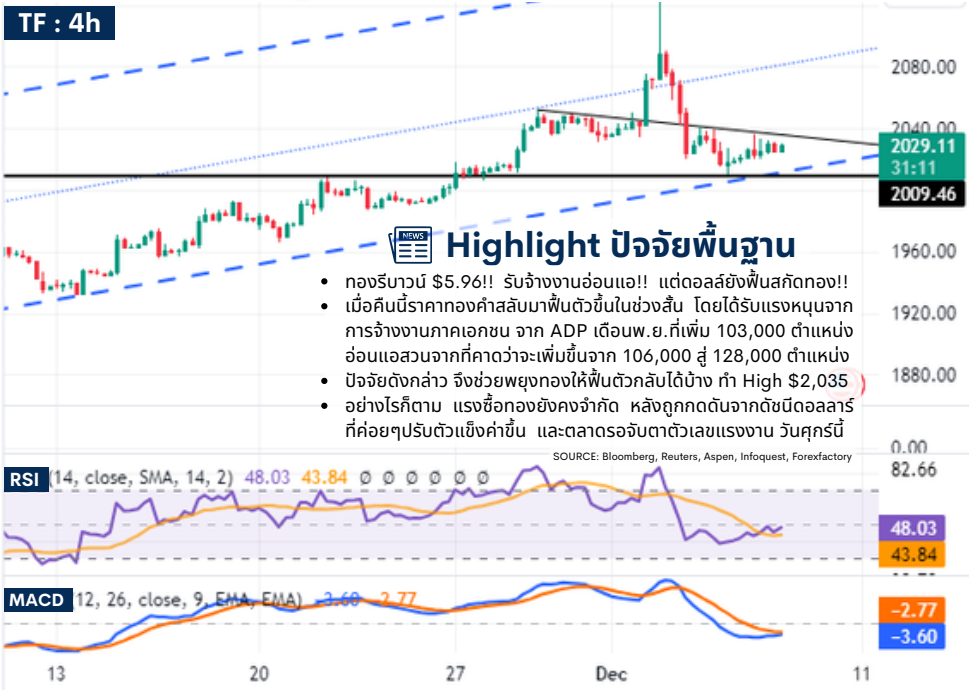 TF : 4h
2080.00
2040.00
2029.11
31:11
2009.46
1960.00
1920.00
1880.00
0.00
NEWS
Highlight ปัจจัยพื้นฐาน
• ทองรีบาวน์ $5.96!! รับจ้างงานอ่อนแอ!! แต่ดอลล์ยังฟื้นสกัดทอง!!
• เมื่อคืนนี้ราคาทองคำสลับมาฟื้นตัวขึ้นในช่วงสั้น โดยได้รับแรงหนุนจาก
การจ้างงานภาคเอกชน จาก ADP เดือนพ.ย.ที่เพิ่ม 103,000 ตำแหน่ง
อ่อนแอสวนจากที่คาดว่าจะเพิ่มขึ้นจาก 106,000 สู่ 128,000 ตำแหน่ง
• ปัจจัยดังกล่าว จึงช่วยพยุงทองให้ฟื้นตัวกลับได้บ้าง ทำ High $2,035
• อย่างไรก็ตาม แรงซื้อทองยังคงจำกัด หลังถูกกดดันจากดัชนีดอลลาร์
ที่ค่อยๆปรับตัวแข็งค่าขึ้น และตลาดรอจับตาตัวเลขแรงงาน วันศุกร์นี้
SOURCE: Bloomberg, Reuters, Aspen, Infoquest, Forexfactory
RSI (14, close, SMA, 14, 2) 48.03 43.84 Ø Ø Ø Ø Ø Ø
82.66
48.03
43.84
MACD (12, 26, close, 9, EMA, EMA) -3.60 -2.77
−2.77
−3.60
13 20 27 Dec 11